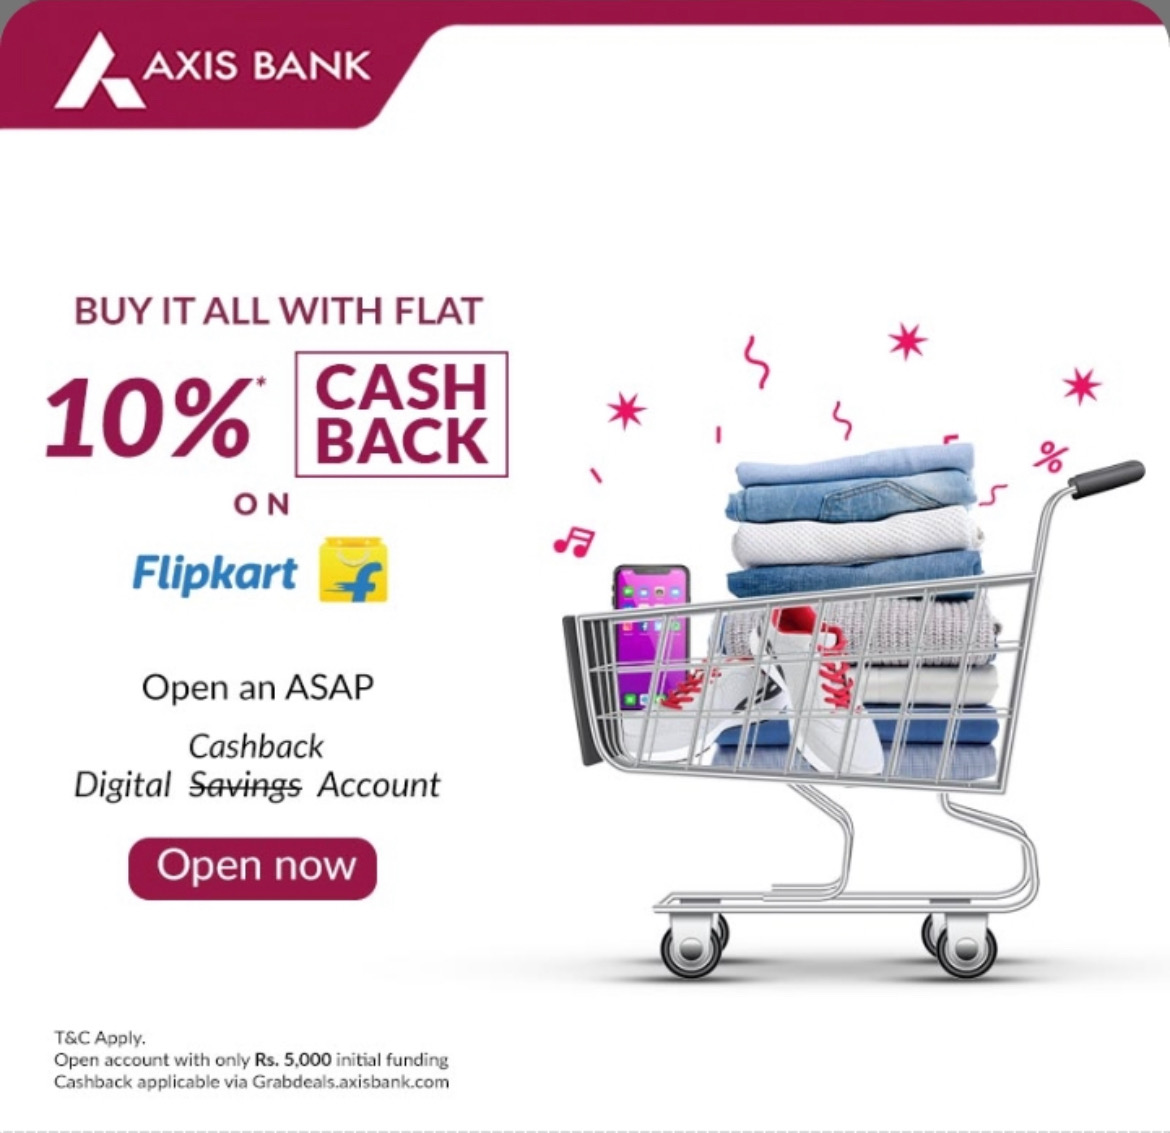 AXIS BANK
BUY IT ALL WITH FLAT
10%*
CASH
BACK
ON
Flipkart
Open an ASAP
Cashback
Digital Savings Account
Open now
T&C Apply.
Open account with only Rs. 5,000 initial funding
Cashback applicable via Grabdeals.axisbank.com